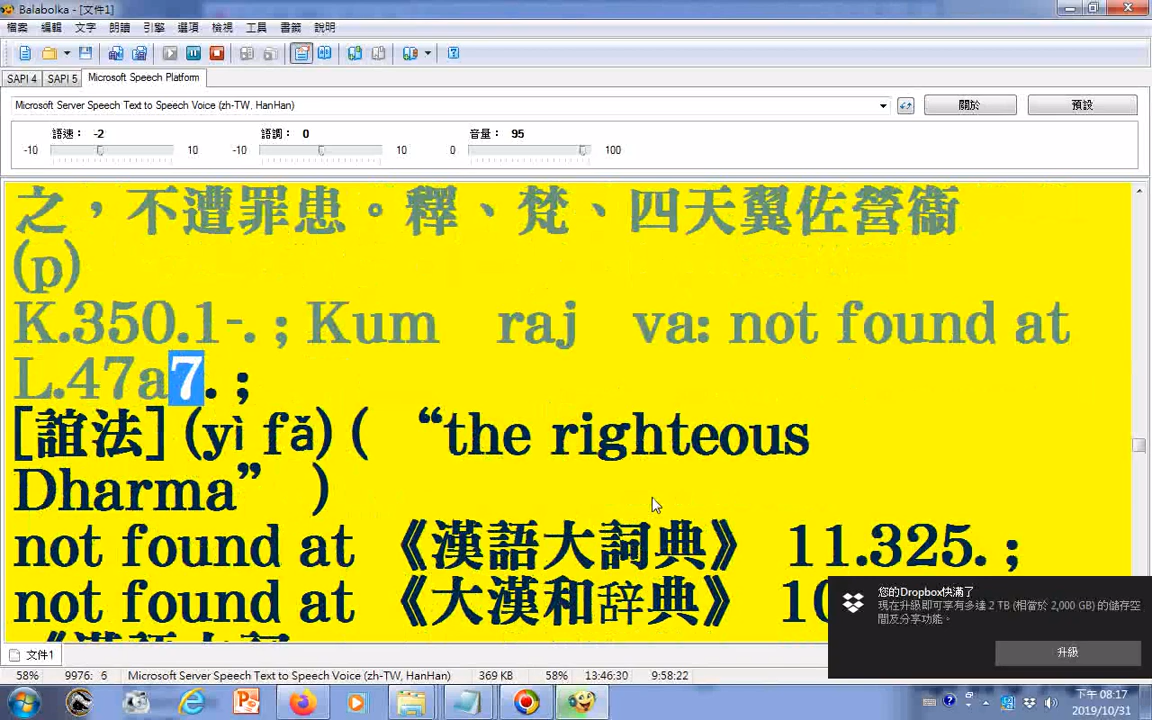 Balabolka - [文件1]
檔案 編輯 文字 朗讀 引擎 選項 檢視 工具 書籤 說明
SAPI 4 SAPI 5 Microsoft Speech Platform
Microsoft Server Speech Text to Speech Voice (zh-TW, HanHan) 關於 預設
語速： -2 語調： 0 音量： 95
-10 10 -10 10 0 100
之，不遭罪患。釋、梵、四天翼佐營衞
(p)
K.350.1-. ; Kum raj va: not found at
L.47a7. ;
[誼法] (yì fǎ) ( “the righteous
Dharma” )
not found at 《漢語大詞典》 11.325. ;
not found at 《大漢和辞典》 10
您的Dropbox快滿了
現在升級即可享有多達 2 TB (相當於 2,000 GB) 的儲存空
間及分享功能。
升級
文件1
58% 9976: 6 Microsoft Server Speech Text to Speech Voice (zh-TW, HanHan) 369 KB 58% 13:46:30 9:58:22
下午 08:17
2019/10/31